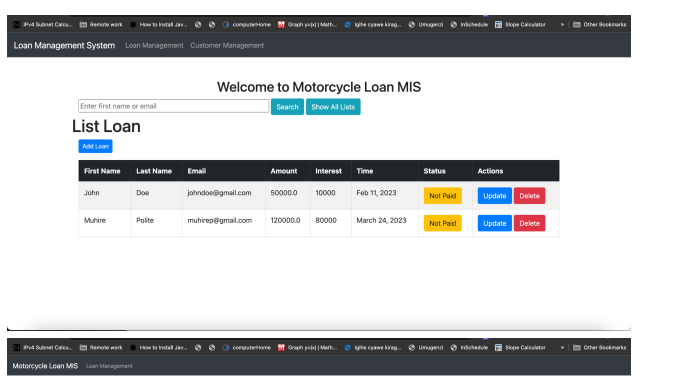 IPv4 Subnet Calcu... Remote work How to Install Jav... computerHome Graph y=|x| | Math... Igihe cyawe kirag... Umugenzi InSchedule Slope Calculator » Other Bookmarks
Loan Management System Loan Management Customer Management
Welcome to Motorcycle Loan MIS
Enter first name or email Search Show All Lists
List Loan
Add Loan
First Name Last Name Email Amount Interest Time Status Actions
John Doe johndoe@gmail.com 50000.0 10000 Feb 11, 2023 Not Paid Update Delete
Muhire Polite muhirep@gmail.com 120000.0 80000 March 24, 2023 Not Paid Update Delete
IPv4 Subnet Calcu... Remote work How to Install Jav... computerHome Graph y=|x| | Math... Igihe cyawe kirag... Umugenzi InSchedule Slope Calculator » Other Bookmarks
Motorcycle Loan MIS Loan Management